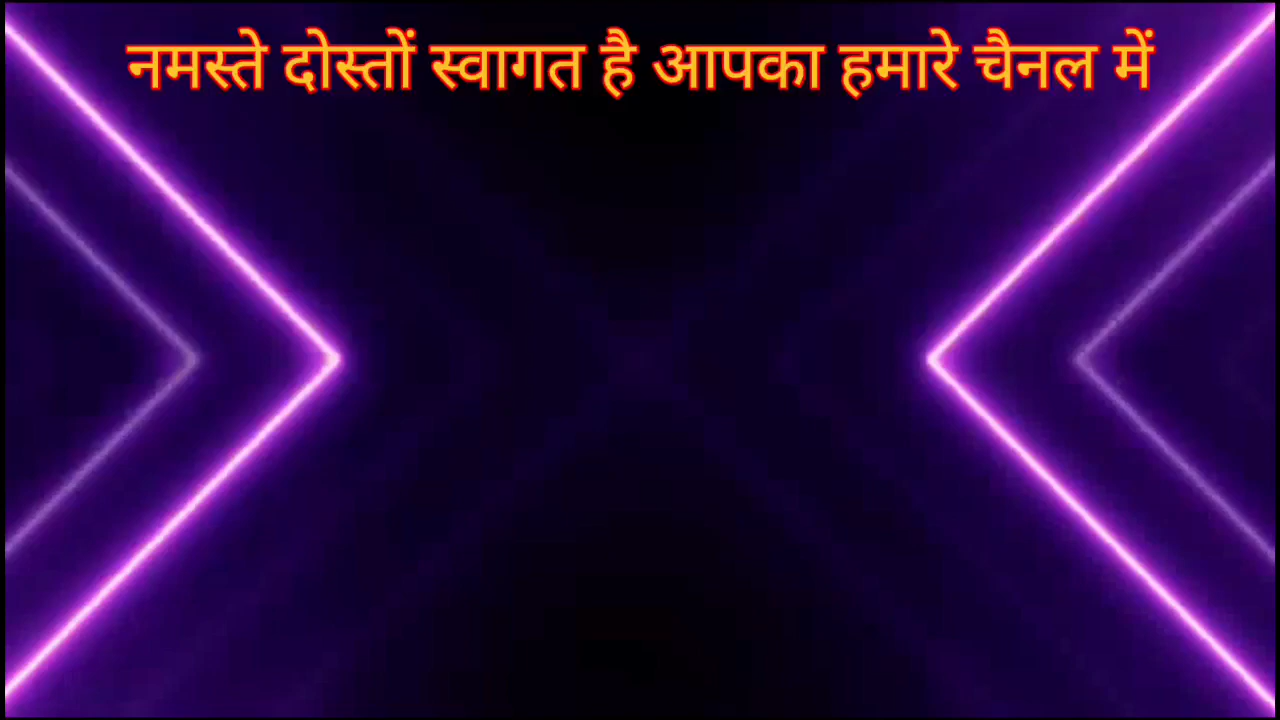 नमस्ते दोस्तों स्वागत है आपका हमारे चैनल में